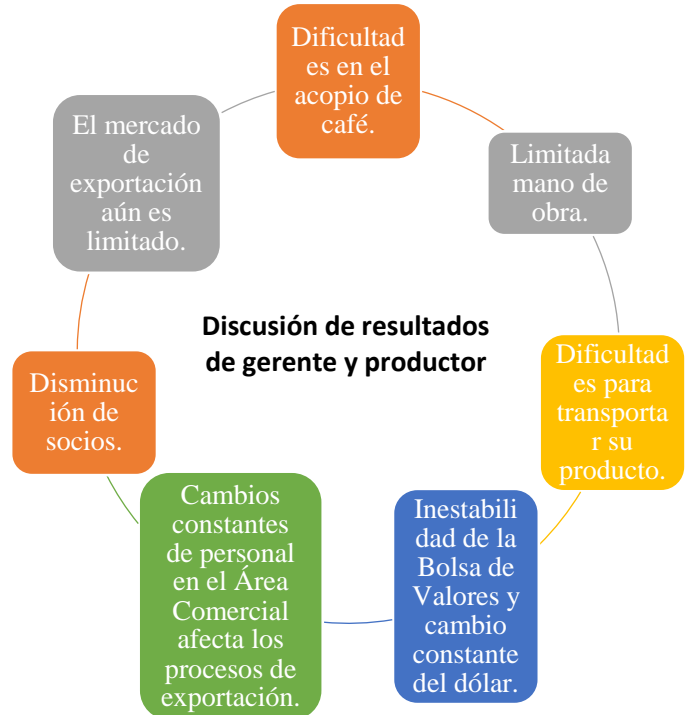 Dificultad
es en el
acopio de
café.
Limitada
mano de
obra.
Dificultad
es para
transporta
r su
producto.
Inestabili
dad de la
Bolsa de
Valores y
cambio
constante
del dólar.
Cambios
constantes
de personal
en el Área
Comercial
afecta los
procesos de
exportación.
Disminuc
ión de
socios.
El mercado
de
exportación
aún es
limitado.
Discusión de resultados
de gerente y productor